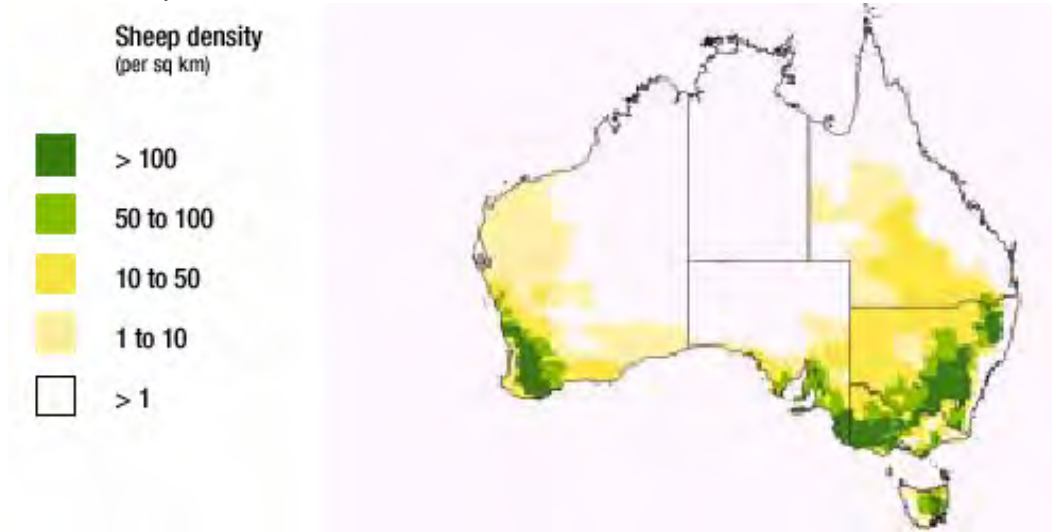 Sheep density
(per sq km)
> 100
50 to 100
10 to 50
1 to 10
> 1